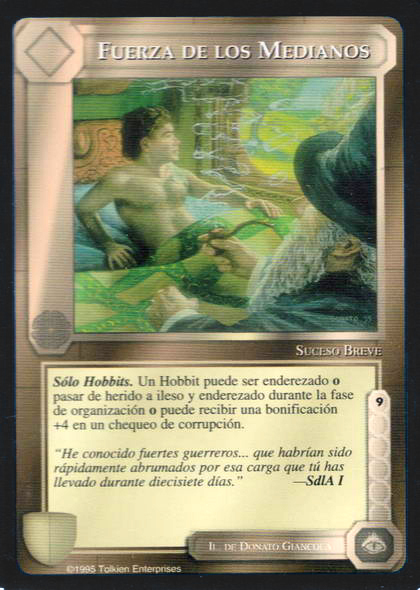 FUERZA DE LOS MEDIANOS
DONATO 95
SUCESO BREVE
Sólo Hobbits. Un Hobbit puede ser enderezado o
pasar de herido a ileso y enderezado durante la fase
de organización o puede recibir una bonificación
+4 en un chequeo de corrupción.
9
"He conocido fuertes guerreros... que habrían sido
rápidamente abrumados por esa carga que tú has
llevado durante diecisiete días." —SdlA I
IL. DE DONATO GIANCOLA
©1995 Tolkien Enterprises